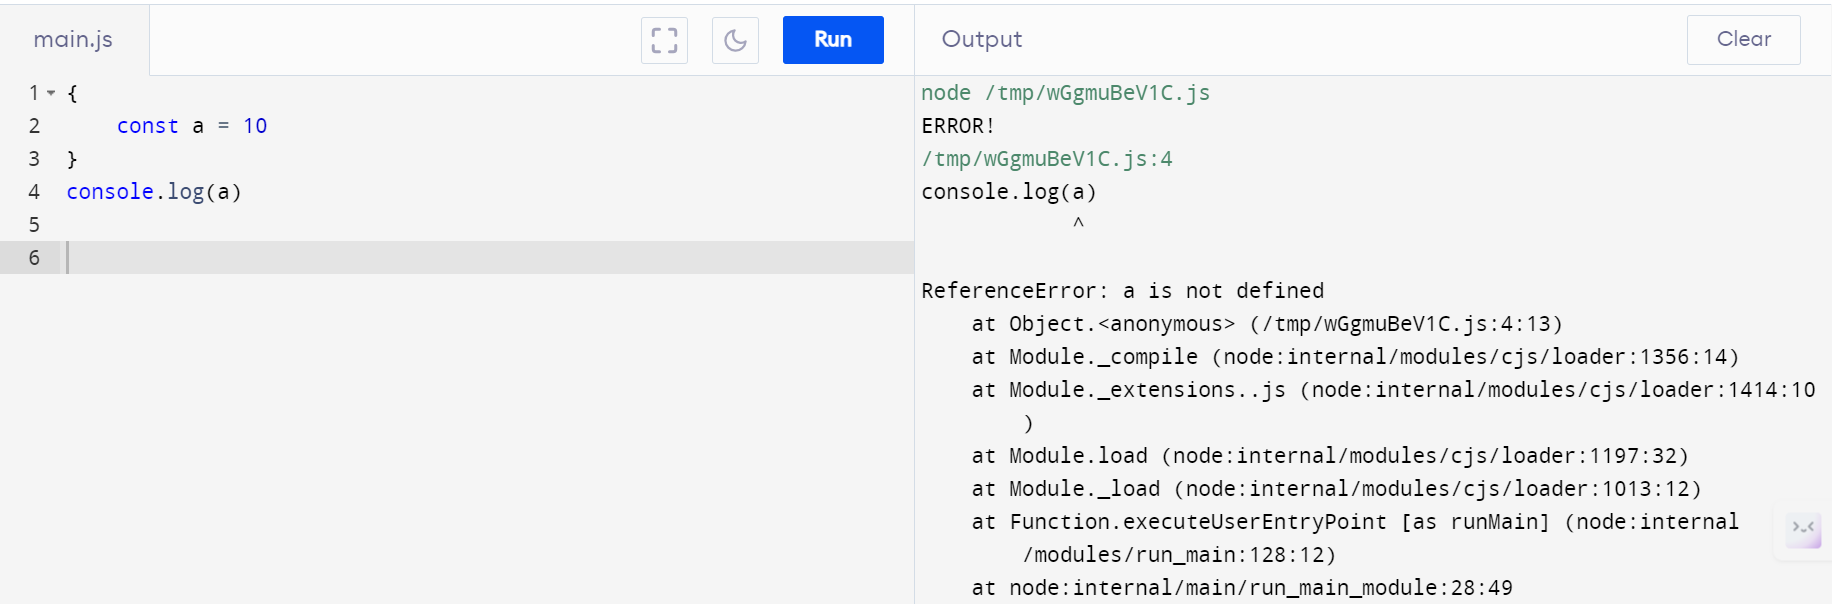 main.js
Run
Output
Clear
1 {
2     const a = 10
3 }
4 console.log(a)
5
6
node /tmp/wGgmuBeV1C.js
ERROR!
/tmp/wGgmuBeV1C.js:4
console.log(a)
            ^
ReferenceError: a is not defined
    at Object.<anonymous> (/tmp/wGgmuBeV1C.js:4:13)
    at Module._compile (node:internal/modules/cjs/loader:1356:14)
    at Module._extensions..js (node:internal/modules/cjs/loader:1414:10
        )
    at Module.load (node:internal/modules/cjs/loader:1197:32)
    at Module._load (node:internal/modules/cjs/loader:1013:12)
    at Function.executeUserEntryPoint [as runMain] (node:internal
        /modules/run_main:128:12)
    at node:internal/main/run_main_module:28:49